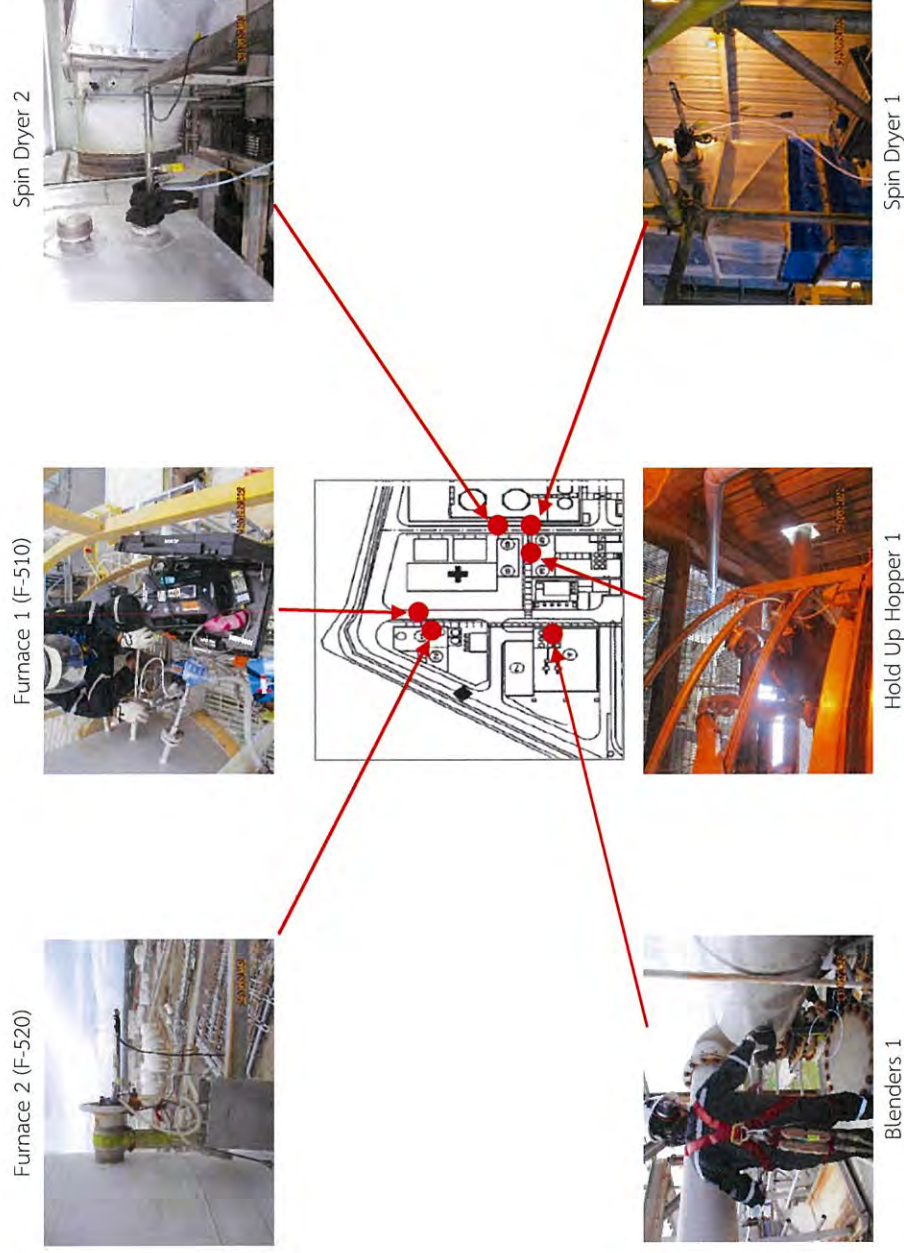 Furnace 2 (F-520)
Furnace 1 (F-510)
Spin Dryer 2
Blenders 1
Hold Up Hopper 1
Spin Dryer 1